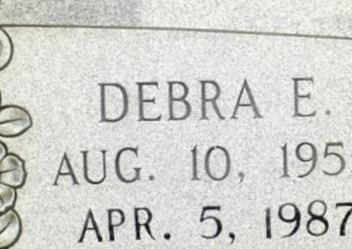 DEBRA E.
AUG. 10, 195
APR. 5, 1987